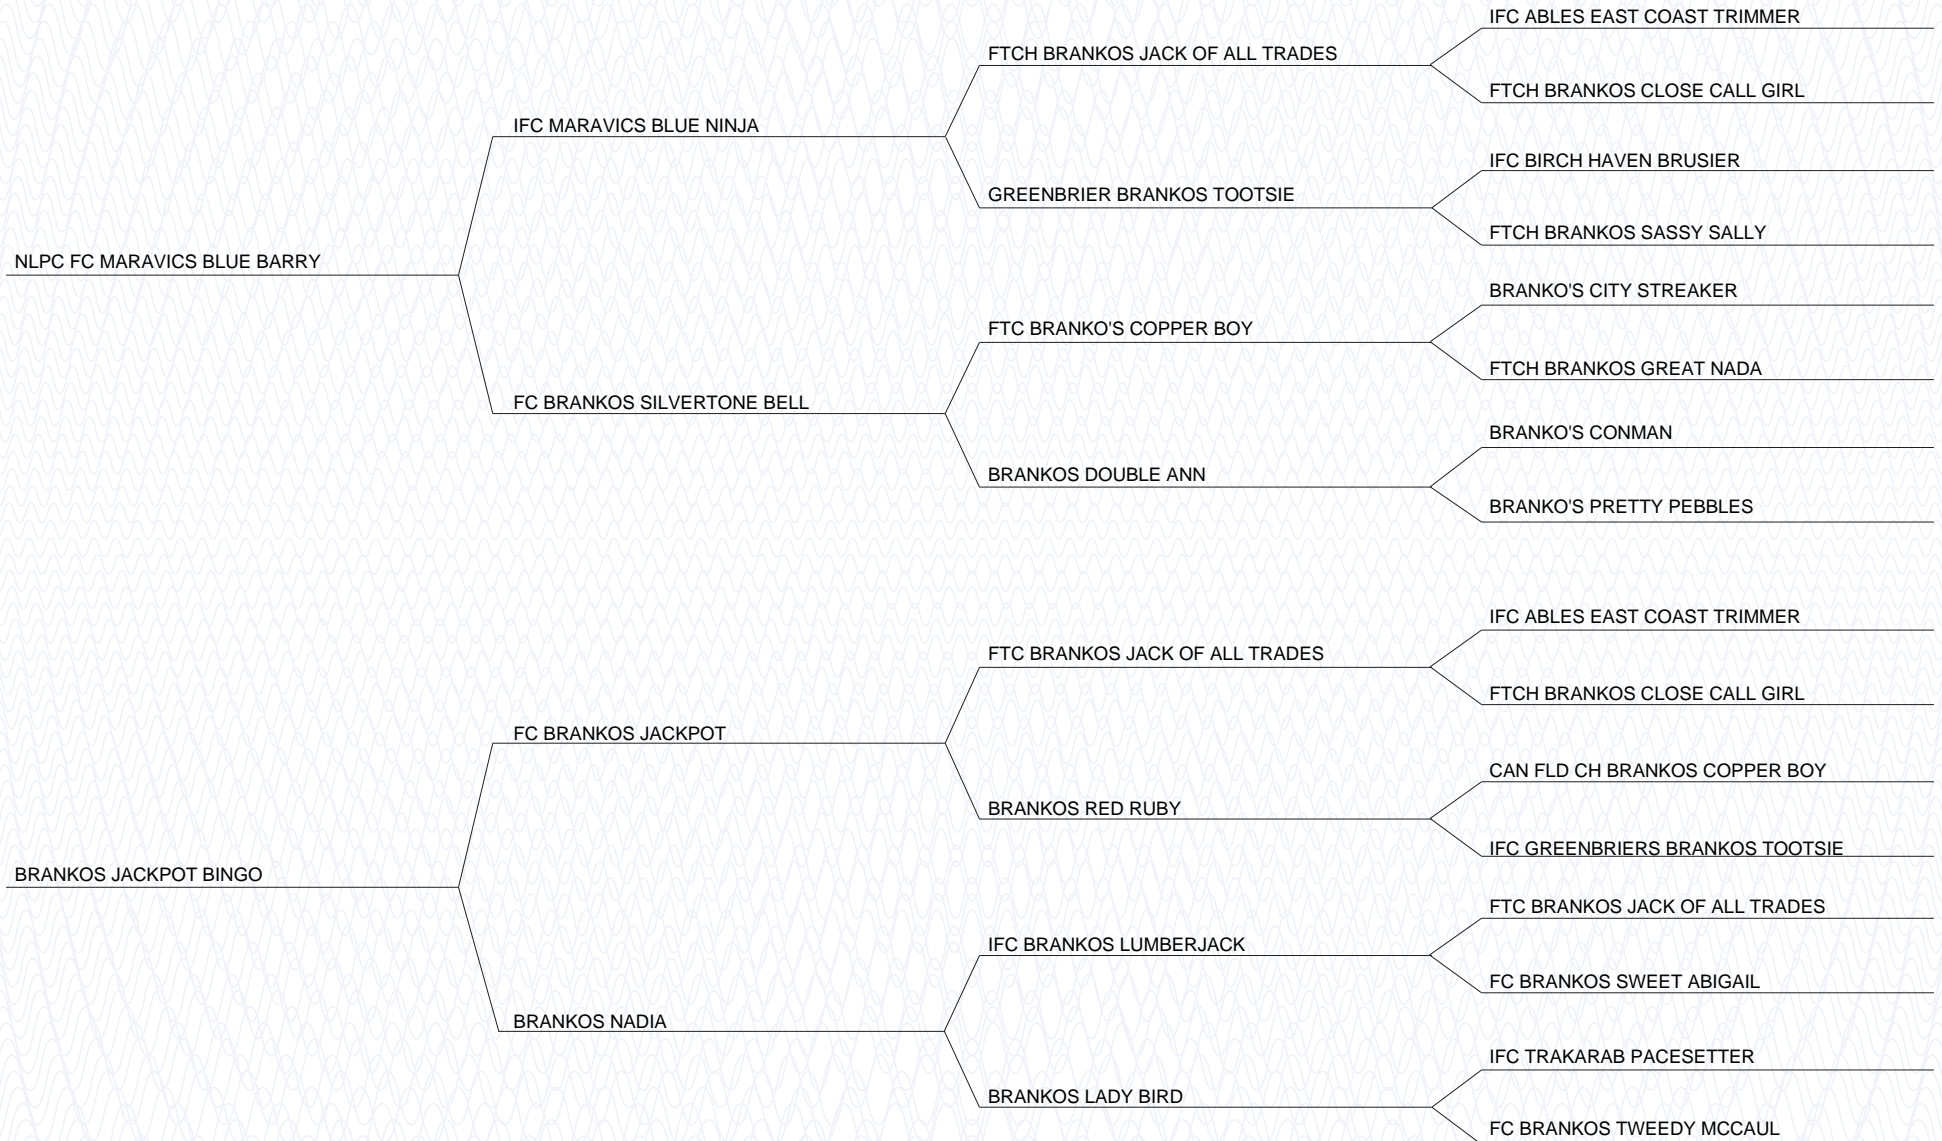 IFC ABLES EAST COAST TRIMMER
FTCH BRANKOS JACK OF ALL TRADES
FTCH BRANKOS CLOSE CALL GIRL
IFC MARAVICS BLUE NINJA
IFC BIRCH HAVEN BRUSIER
GREENBRIER BRANKOS TOOTSIE
FTCH BRANKOS SASSY SALLY
NLPC FC MARAVICS BLUE BARRY
BRANKO'S CITY STREAKER
FTC BRANKO'S COPPER BOY
FTCH BRANKOS GREAT NADA
FC BRANKOS SILVERTONE BELL
BRANKO'S CONMAN
BRANKOS DOUBLE ANN
BRANKO'S PRETTY PEBBLES
IFC ABLES EAST COAST TRIMMER
FTC BRANKOS JACK OF ALL TRADES
FTCH BRANKOS CLOSE CALL GIRL
FC BRANKOS JACKPOT
CAN FLD CH BRANKOS COPPER BOY
BRANKOS RED RUBY
IFC GREENBRIERS BRANKOS TOOTSIE
BRANKOS JACKPOT BINGO
FTC BRANKOS JACK OF ALL TRADES
IFC BRANKOS LUMBERJACK
FC BRANKOS SWEET ABIGAIL
BRANKOS NADIA
IFC TRAKARAB PACESETTER
BRANKOS LADY BIRD
FC BRANKOS TWEEDY MCCAUL